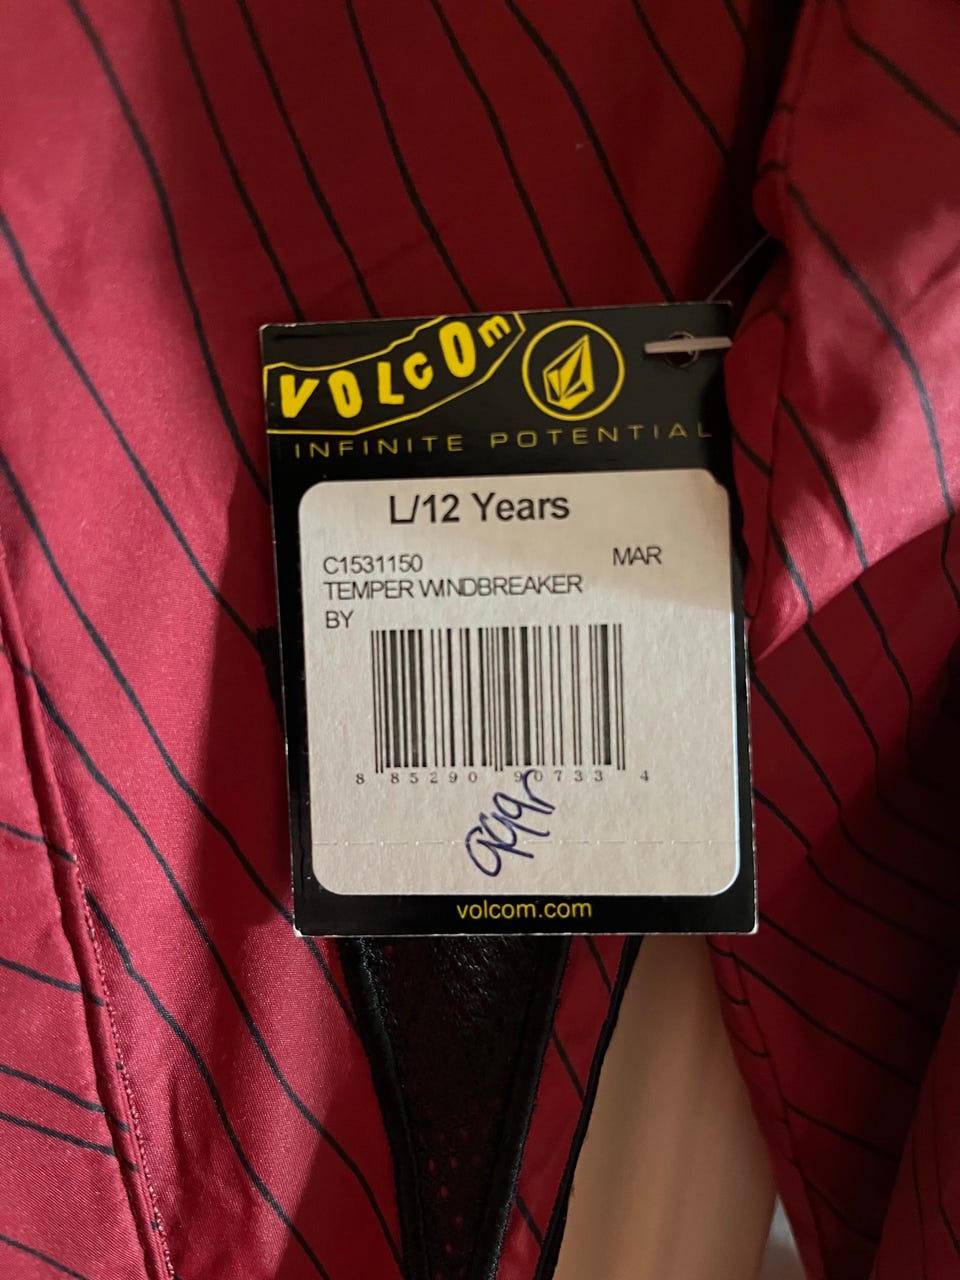 VOLCOM
INFINITE POTENTIAL
L/12 Years
C1531150 MAR
TEMPER WINDBREAKER
BY
8 85290 90733 4
volcom.com